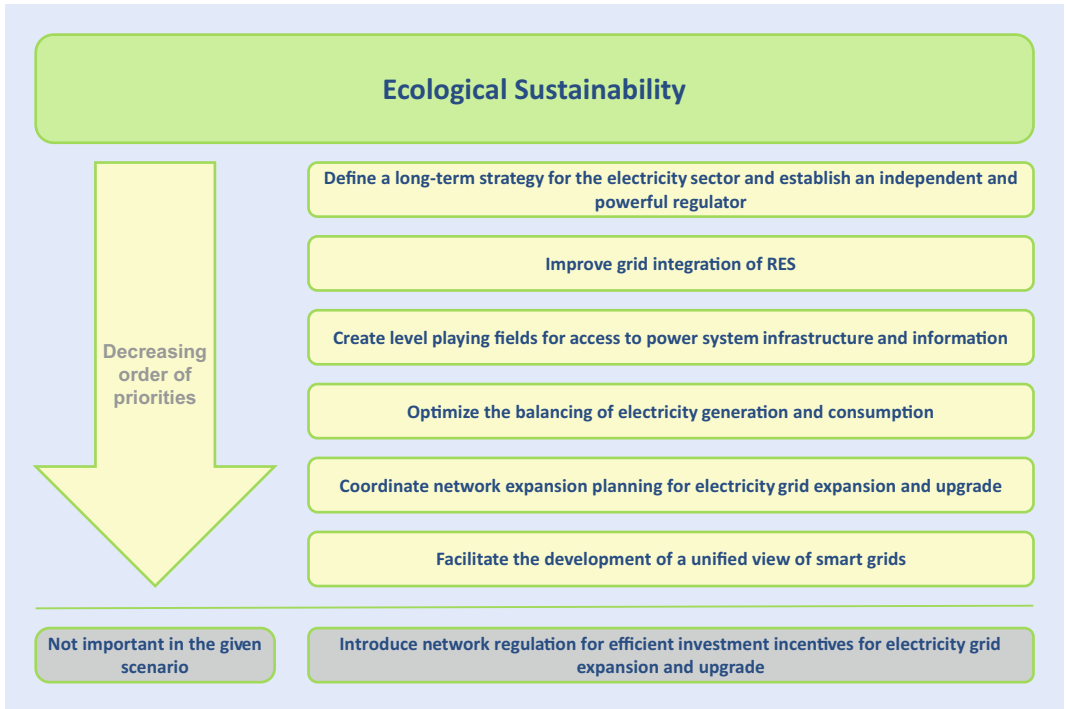 Ecological Sustainability
Define a long-term strategy for the electricity sector and establish an independent and
powerful regulator
Improve grid integration of RES
Create level playing fields for access to power system infrastructure and information
Decreasing
order of
priorities
Optimize the balancing of electricity generation and consumption
Coordinate network expansion planning for electricity grid expansion and upgrade
Facilitate the development of a unified view of smart grids
Not important in the given
scenario
Introduce network regulation for efficient investment incentives for electricity grid
expansion and upgrade